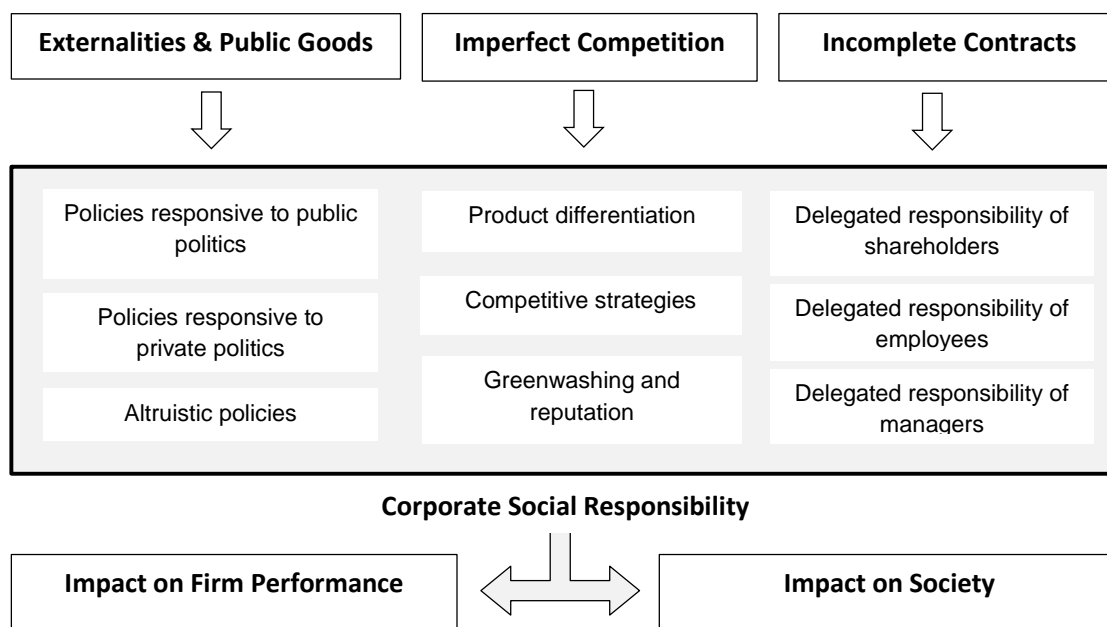 Externalities & Public Goods
Imperfect Competition
Incomplete Contracts
Policies responsive to public
politics
Policies responsive to
private politics
Altruistic policies
Product differentiation
Competitive strategies
Greenwashing and
reputation
Delegated responsibility of
shareholders
Delegated responsibility of
employees
Delegated responsibility of
managers
Corporate Social Responsibility
Impact on Firm Performance
Impact on Society